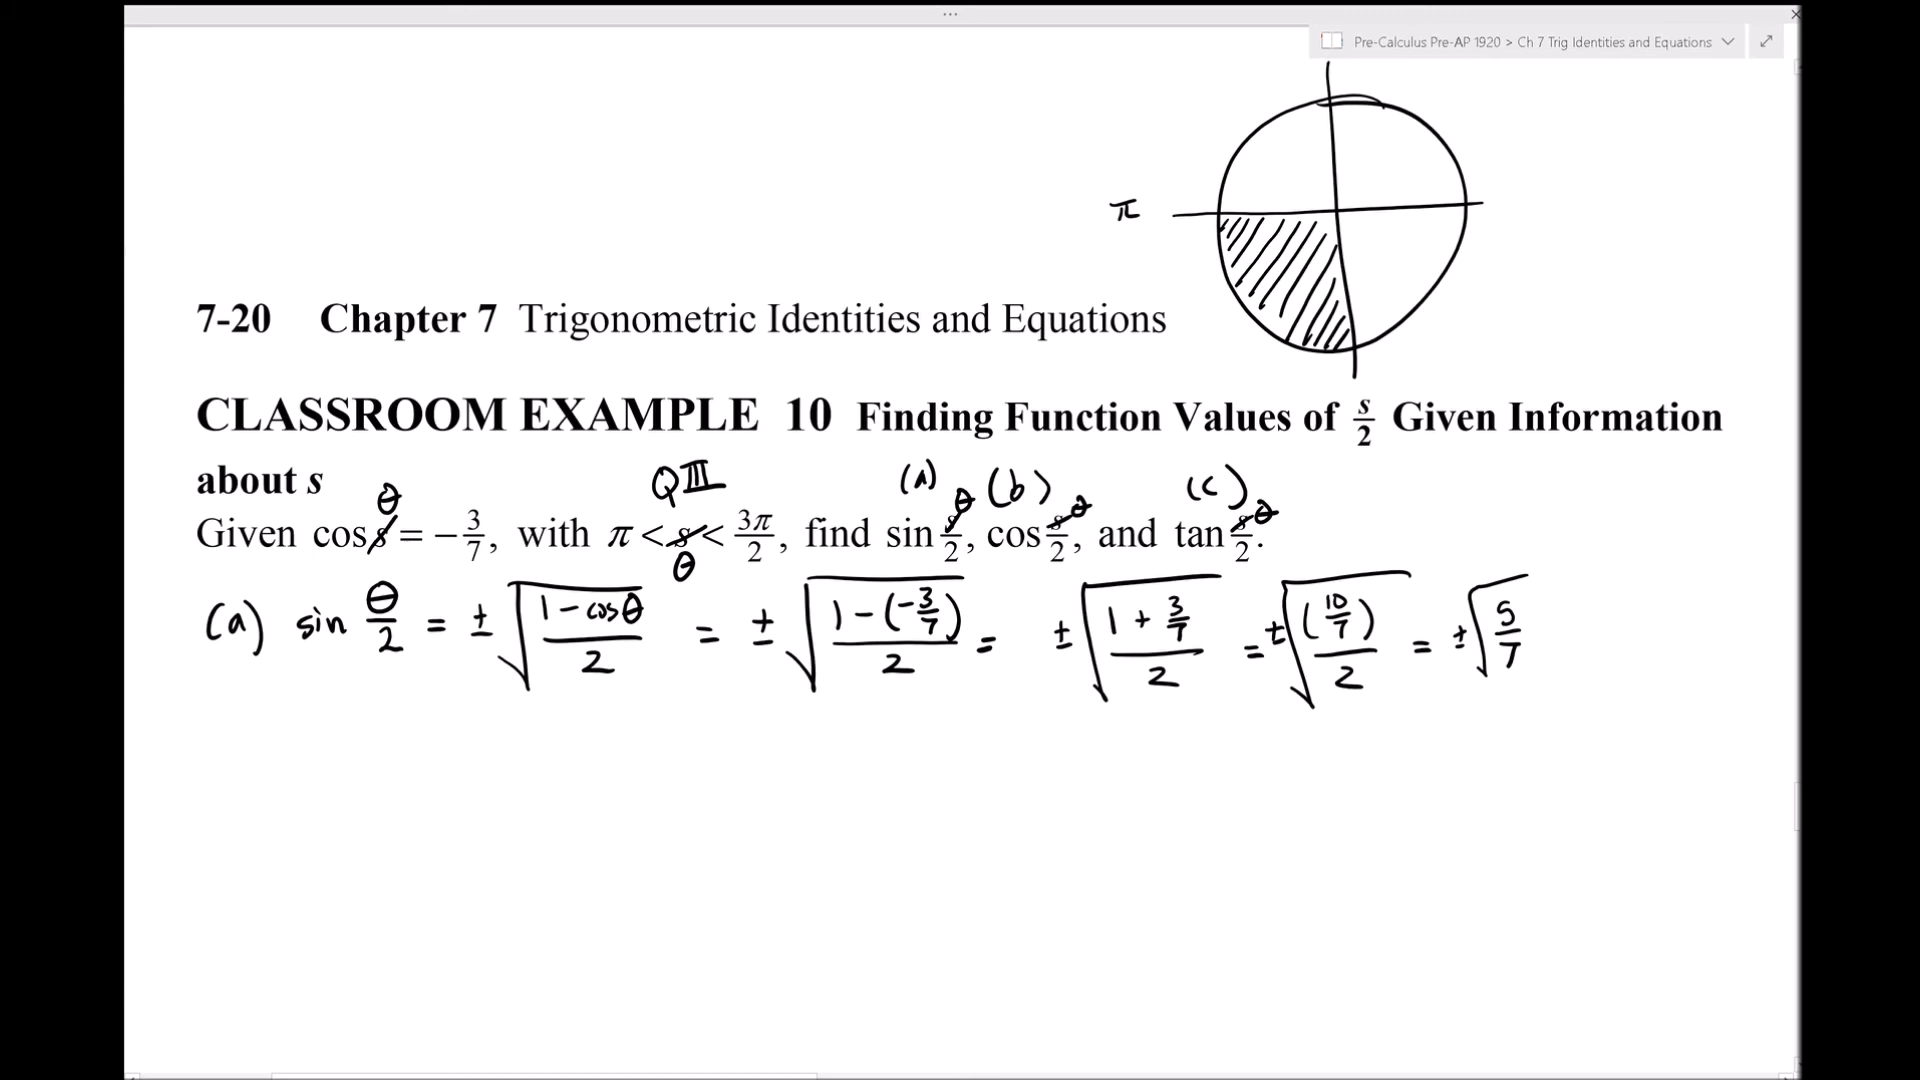 Pre-Calculus Pre-AP 1920 > Ch 7 Trig Identities and Equations
π
7-20 Chapter 7 Trigonometric Identities and Equations
CLASSROOM EXAMPLE 10 Finding Function Values of s/2 Given Information
about s
θ QIII (a) θ (b) θ (c) θ
Given cos s = −3/7, with π < s < 3π/2, find sin s/2, cos s/2, and tan s/2.
θ
(a) sin θ/2 = ±√((1 − cos θ)/2) = ±√((1 − (−3/7))/2) = ±√((1 + 3/7)/2) = ±√((10/7)/2) = ±√(5/7)